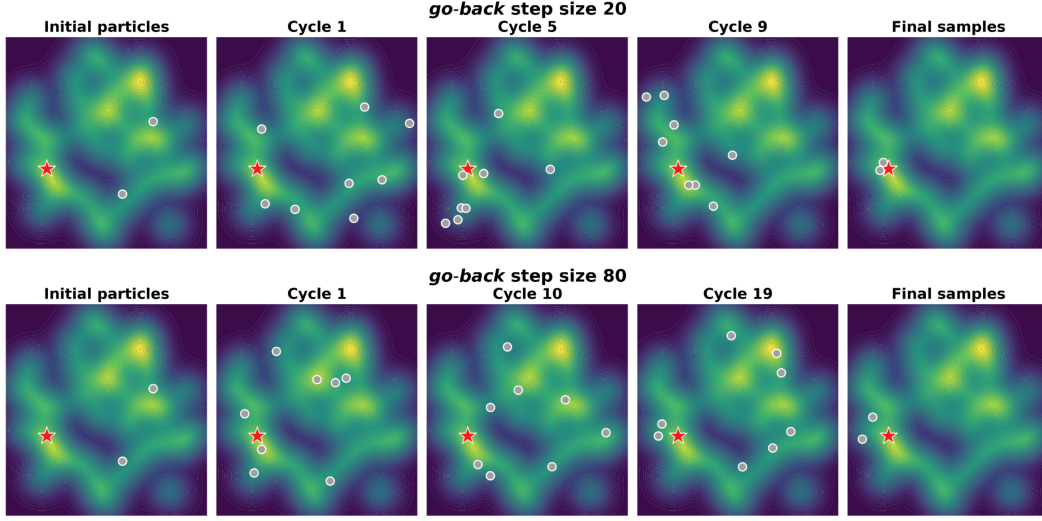 go-back step size 20
Initial particles Cycle 1 Cycle 5 Cycle 9 Final samples
go-back step size 80
Initial particles Cycle 1 Cycle 10 Cycle 19 Final samples